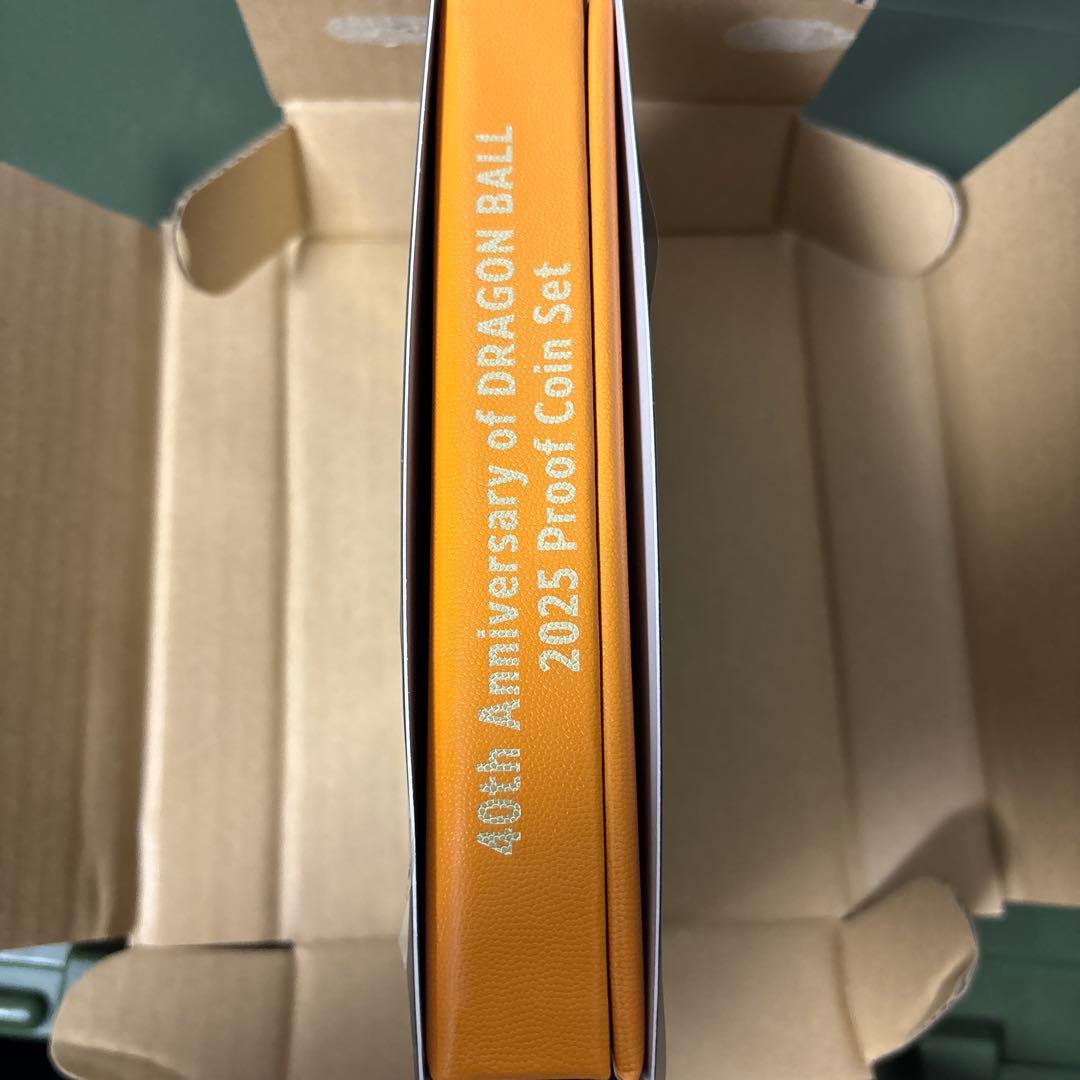 40th Anniversary of DRAGON BALL
2025 Proof Coin Set